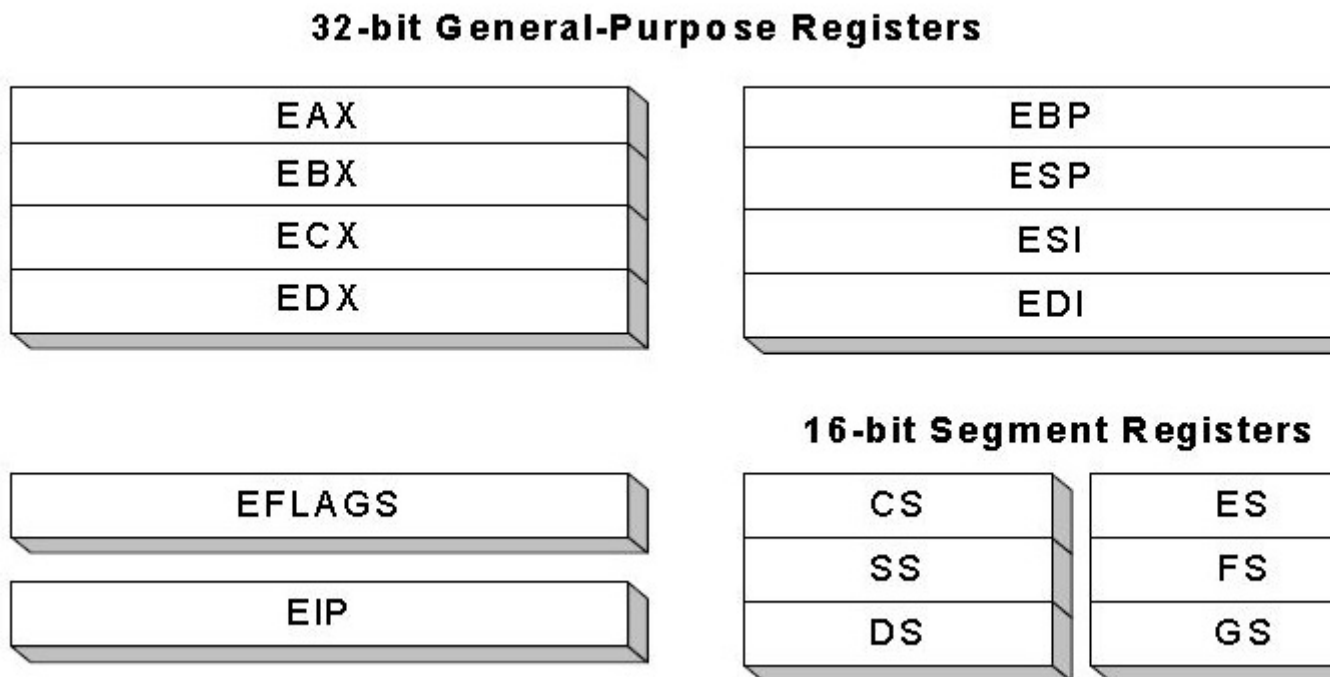 32-bit General-Purpose Registers
EAX
EBX
ECX
EDX
EBP
ESP
ESI
EDI
EFLAGS
EIP
16-bit Segment Registers
CS
SS
DS
ES
FS
GS